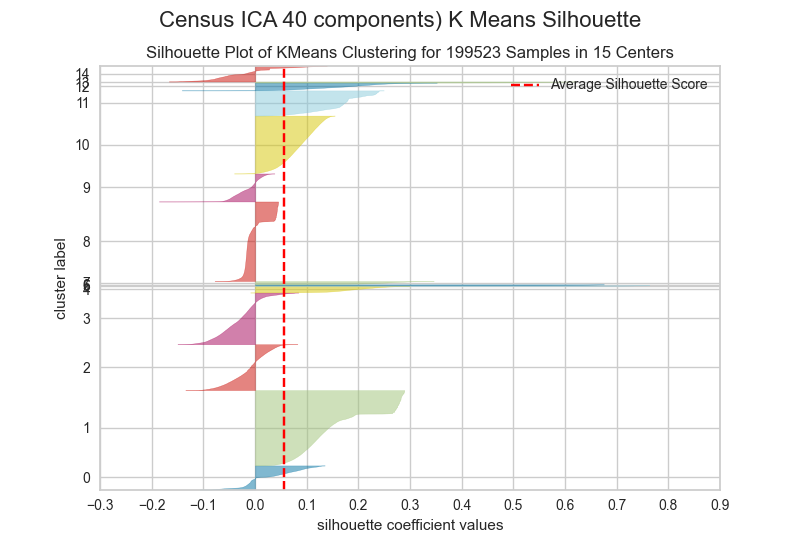 Census ICA 40 components) K Means Silhouette
Silhouette Plot of KMeans Clustering for 199523 Samples in 15 Centers
Average Silhouette Score
14
13
12
11
10
9
8
7
4
3
2
1
0
cluster label
−0.3 −0.2 −0.1 0.0 0.1 0.2 0.3 0.4 0.5 0.6 0.7 0.8 0.9
silhouette coefficient values